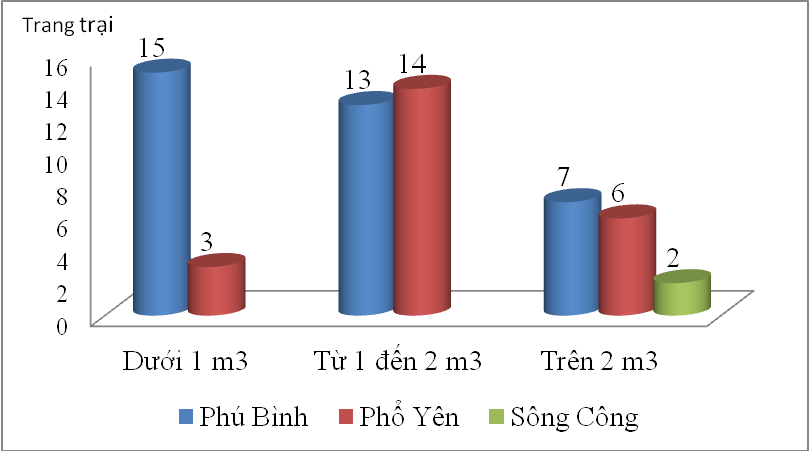 Trang trại
15
16
14
12
10
8
6
4
2
0
3
13
14
7
6
2
Dưới 1 m3
Từ 1 đến 2 m3
Trên 2 m3
Phú Bình
Phổ Yên
Sông Công